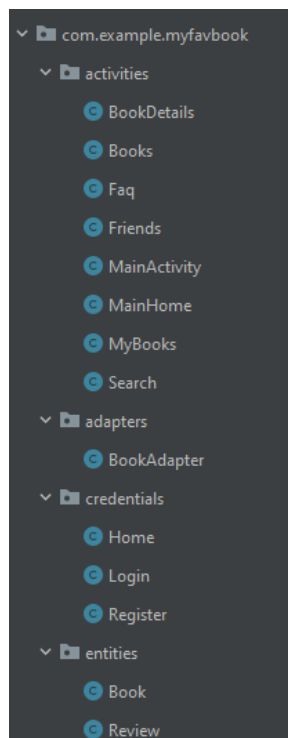 com.example.myfavbook
activities
BookDetails
Books
Faq
Friends
MainActivity
MainHome
MyBooks
Search
adapters
BookAdapter
credentials
Home
Login
Register
entities
Book
Review